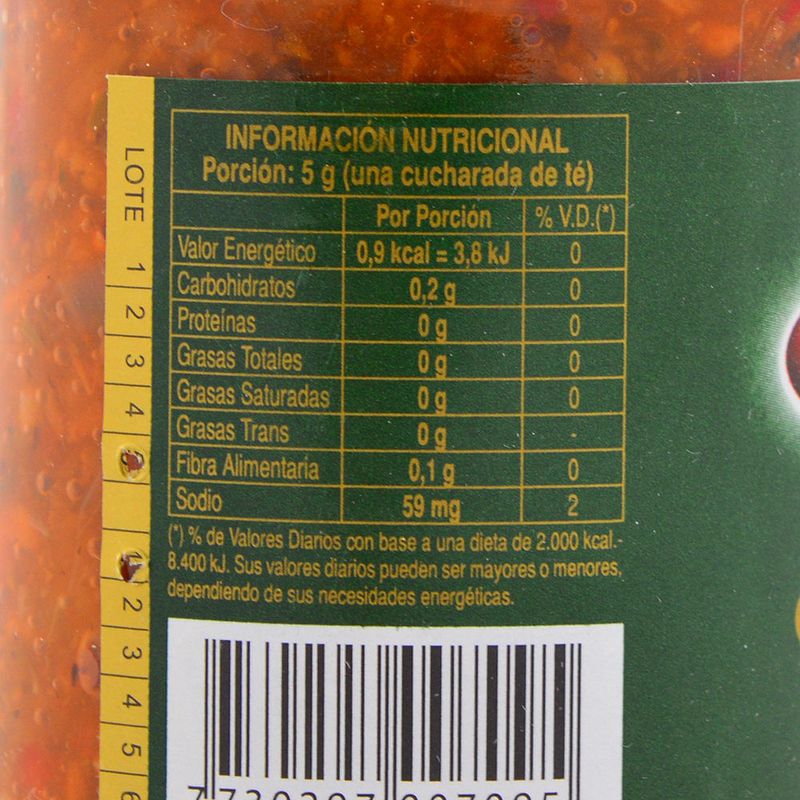 INFORMACIÓN NUTRICIONAL
Porción: 5 g (una cucharada de té)
Por Porción % V.D.(*)
Valor Energético 0,9 kcal = 3,8 kJ 0
Carbohidratos 0,2 g 0
Proteínas 0 g 0
Grasas Totales 0 g 0
Grasas Saturadas 0 g 0
Grasas Trans 0 g -
Fibra Alimentaria 0,1 g 0
Sodio 59 mg 2
(*) % de Valores Diarios con base a una dieta de 2.000 kcal.-
8.400 kJ. Sus valores diarios pueden ser mayores o menores,
dependiendo de sus necesidades energéticas.
LOTE 1 2 3 4
2 3 4 5 6